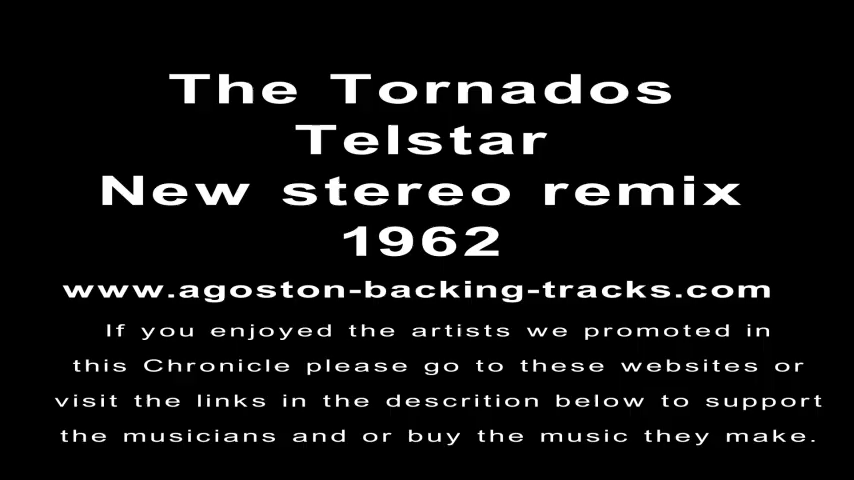 The Tornados
Telstar
New stereo remix
1962
www.agoston-backing-tracks.com
If you enjoyed the artists we promoted in
this Chronicle please go to these websites or
visit the links in the descrition below to support
the musicians and or buy the music they make.